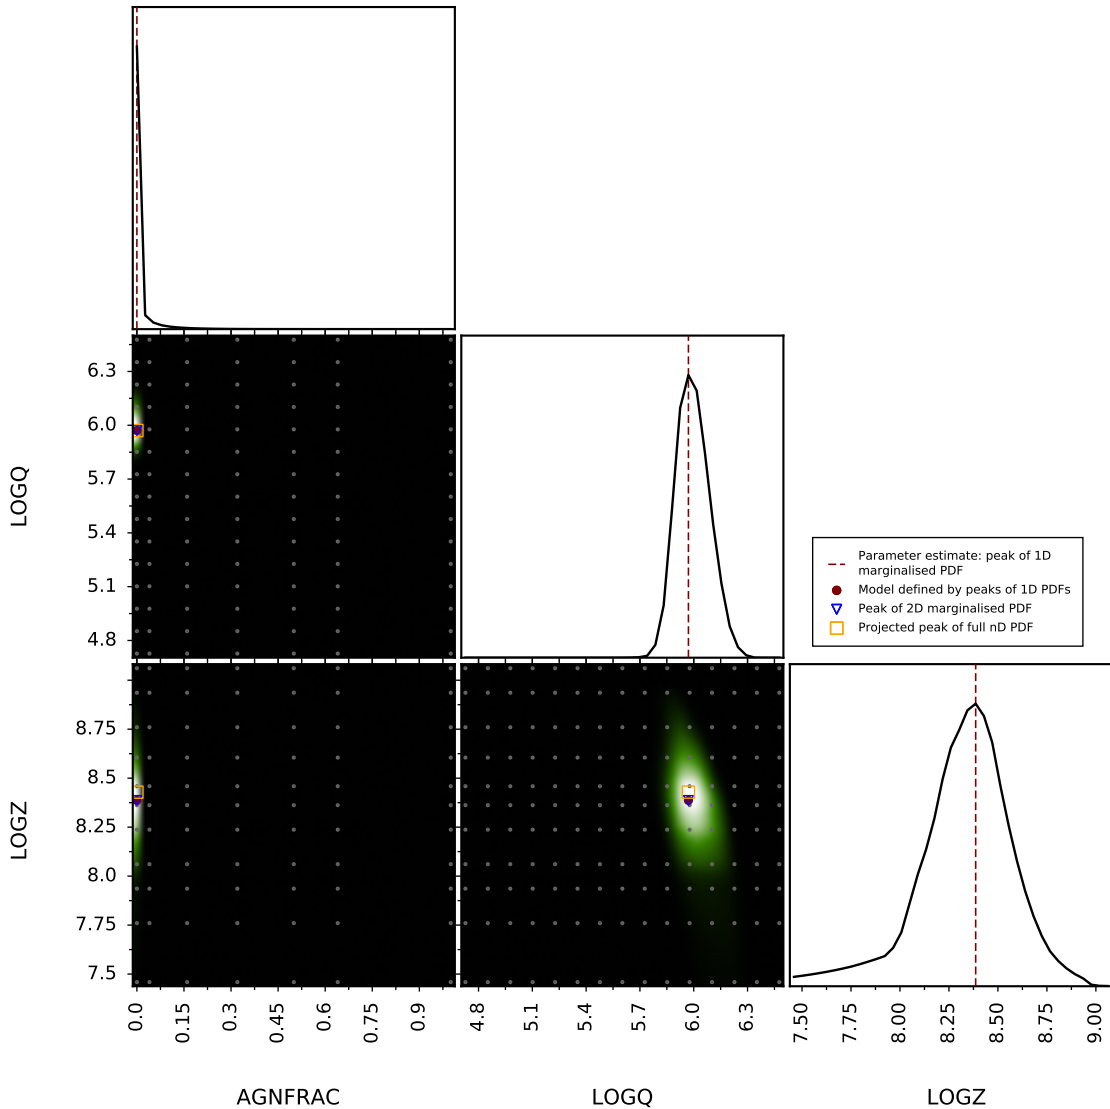 6.3
6.0
5.7
5.4
5.1
4.8
LOGQ
Parameter estimate: peak of 1D
marginalised PDF
Model defined by peaks of 1D PDFs
Peak of 2D marginalised PDF
Projected peak of full nD PDF
8.75
8.5
8.25
8.0
7.75
7.5
LOGZ
0.0 0.15 0.3 0.45 0.6 0.75 0.9
4.8 5.1 5.4 5.7 6.0 6.3
7.50 7.75 8.00 8.25 8.50 8.75 9.00
AGNFRAC LOGQ LOGZ